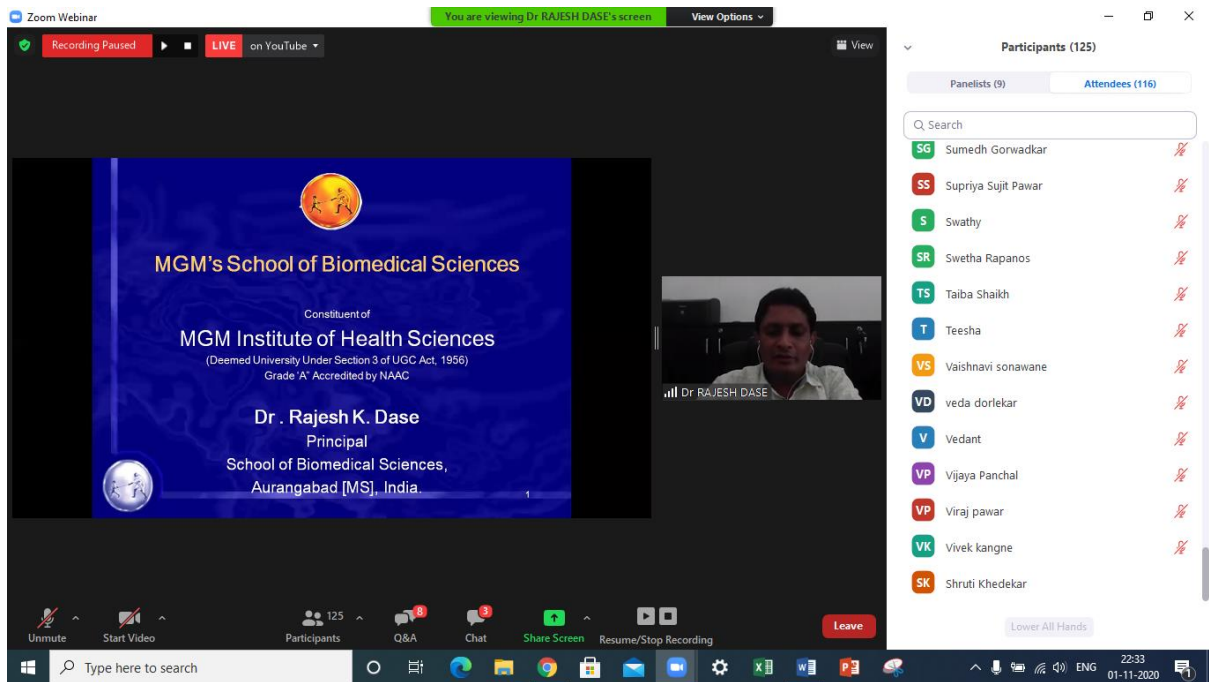 Zoom Webinar
You are viewing Dr RAJESH DASE's screen
View Options
Recording Paused
LIVE on YouTube
View
MGM's School of Biomedical Sciences
Constituent of
MGM Institute of Health Sciences
(Deemed University Under Section 3 of UGC Act, 1956)
Grade 'A" Accredited by NAAC
Dr . Rajesh K. Dase
Principal
School of Biomedical Sciences,
Aurangabad [MS], India.
1
Dr RAJESH DASE
Participants (125)
Panelists (9)
Attendees (116)
Search
SG Sumedh Gorwadkar
SS Supriya Sujit Pawar
S Swathy
SR Swetha Rapanos
TS Taiba Shaikh
T Teesha
VS Vaishnavi sonawane
VD veda dorlekar
V Vedant
VP Vijaya Panchal
VP Viraj pawar
VK Vivek kangne
SK Shruti Khedekar
Lower All Hands
Unmute
Start Video
125
Participants
8
Q&A
3
Chat
Share Screen
Resume/Stop Recording
Leave
Type here to search
ENG
22:33
01-11-2020
1